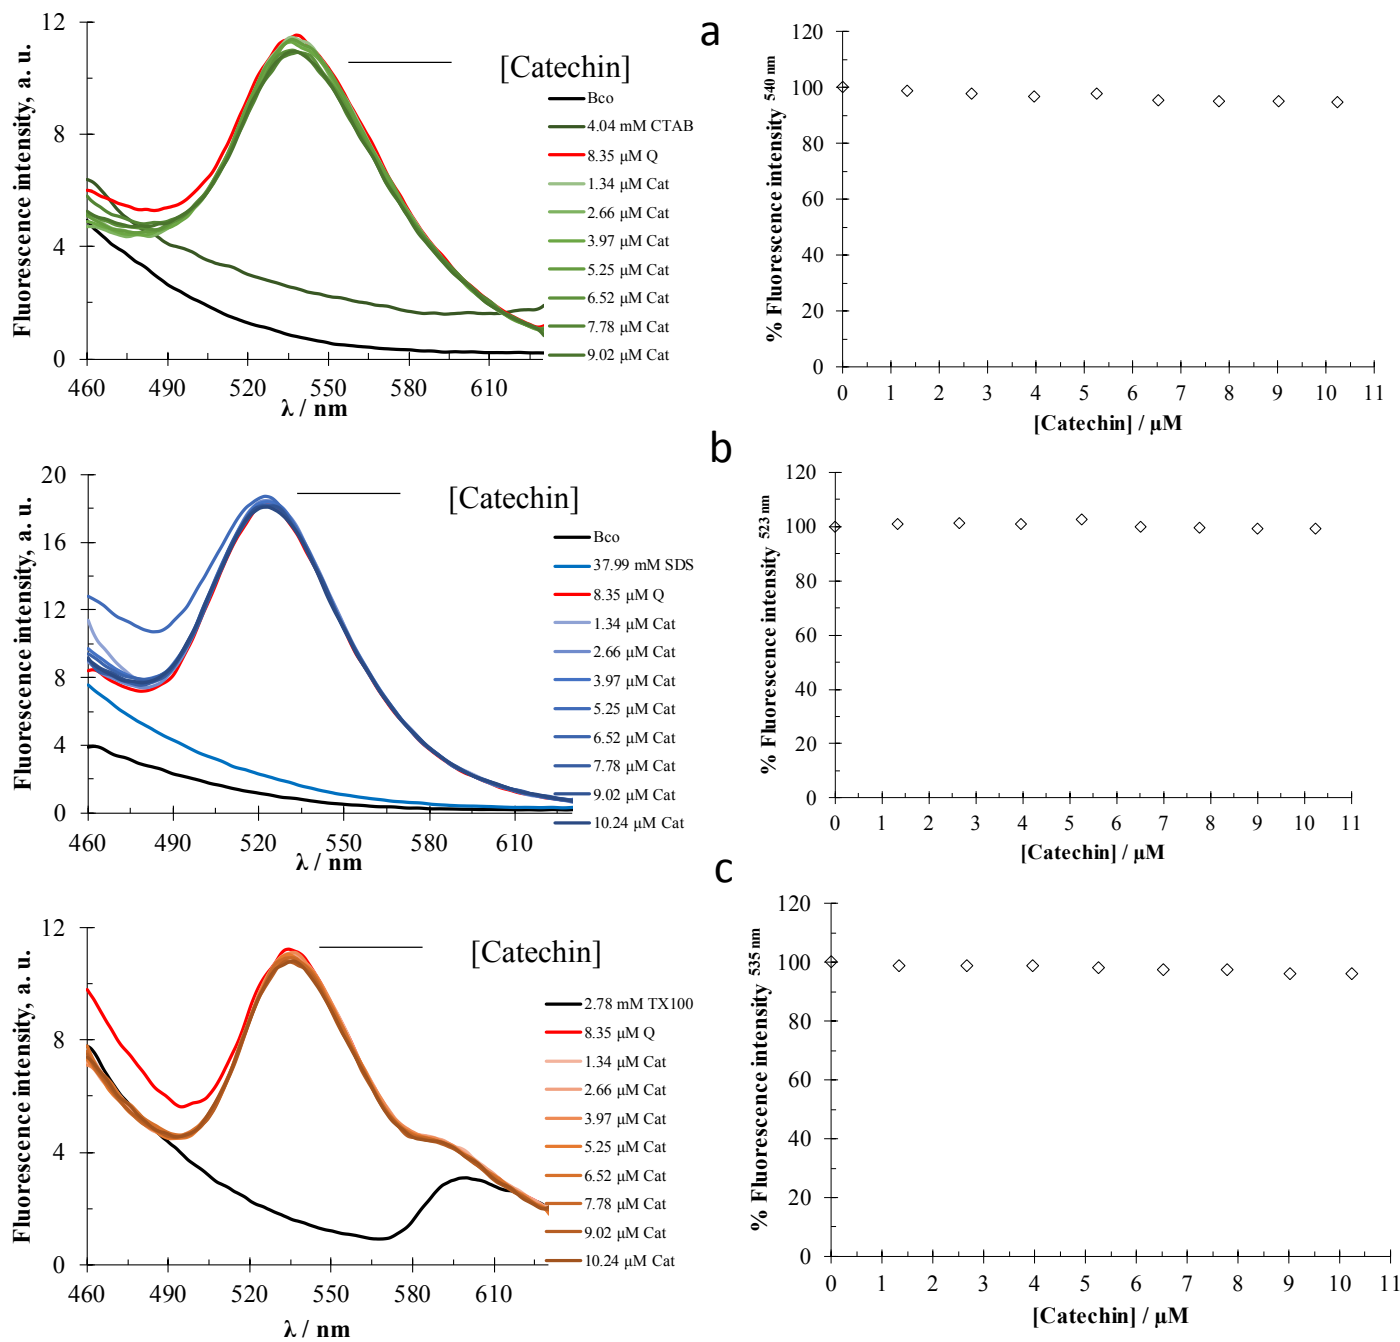 a
Fluorescence intensity, a. u.
12
8
4
0
460 490 520 550 580 610
λ / nm
[Catechin]
Bco
4.04 mM CTAB
8.35 μM Q
1.34 μM Cat
2.66 μM Cat
3.97 μM Cat
5.25 μM Cat
6.52 μM Cat
7.78 μM Cat
9.02 μM Cat
% Fluorescence intensity 540 nm
120
100
80
60
40
20
0
0 1 2 3 4 5 6 7 8 9 10 11
[Catechin] / μM
b
Fluorescence intensity, a. u.
20
16
12
8
4
0
460 490 520 550 580 610
λ / nm
[Catechin]
Bco
37.99 mM SDS
8.35 μM Q
1.34 μM Cat
2.66 μM Cat
3.97 μM Cat
5.25 μM Cat
6.52 μM Cat
7.78 μM Cat
9.02 μM Cat
10.24 μM Cat
% Fluorescence intensity 523 nm
120
100
80
60
40
20
0
0 1 2 3 4 5 6 7 8 9 10 11
[Catechin] / μM
c
Fluorescence intensity, a. u.
12
8
4
0
460 490 520 550 580 610
λ / nm
[Catechin]
2.78 mM TX100
8.35 μM Q
1.34 μM Cat
2.66 μM Cat
3.97 μM Cat
5.25 μM Cat
6.52 μM Cat
7.78 μM Cat
9.02 μM Cat
10.24 μM Cat
% Fluorescence intensity 535 nm
120
100
80
60
40
20
0
0 1 2 3 4 5 6 7 8 9 10 11
[Catechin] / μM